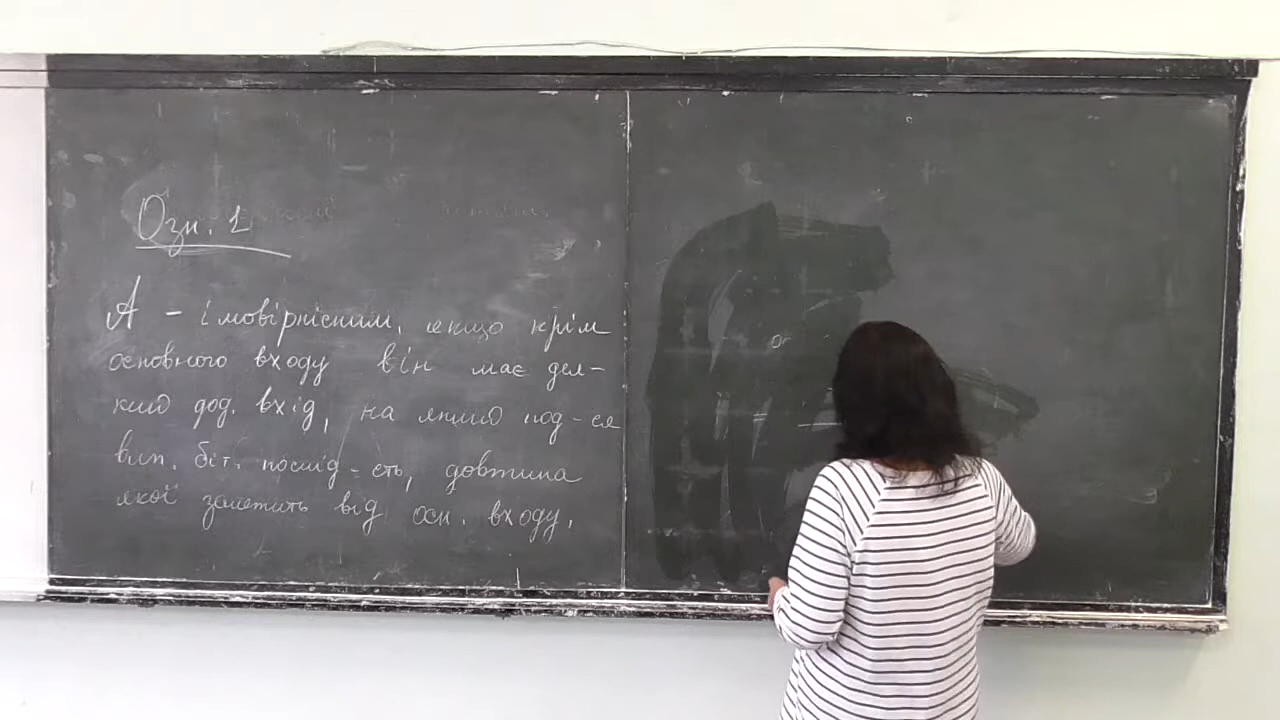 Озн. 1
A – імовірнісним, якщо крім
основного входу він має дея-
кий дод. вхід, на який под-ся
вип. біт. послід-сть, довжина
якої залежить від осн. входу.